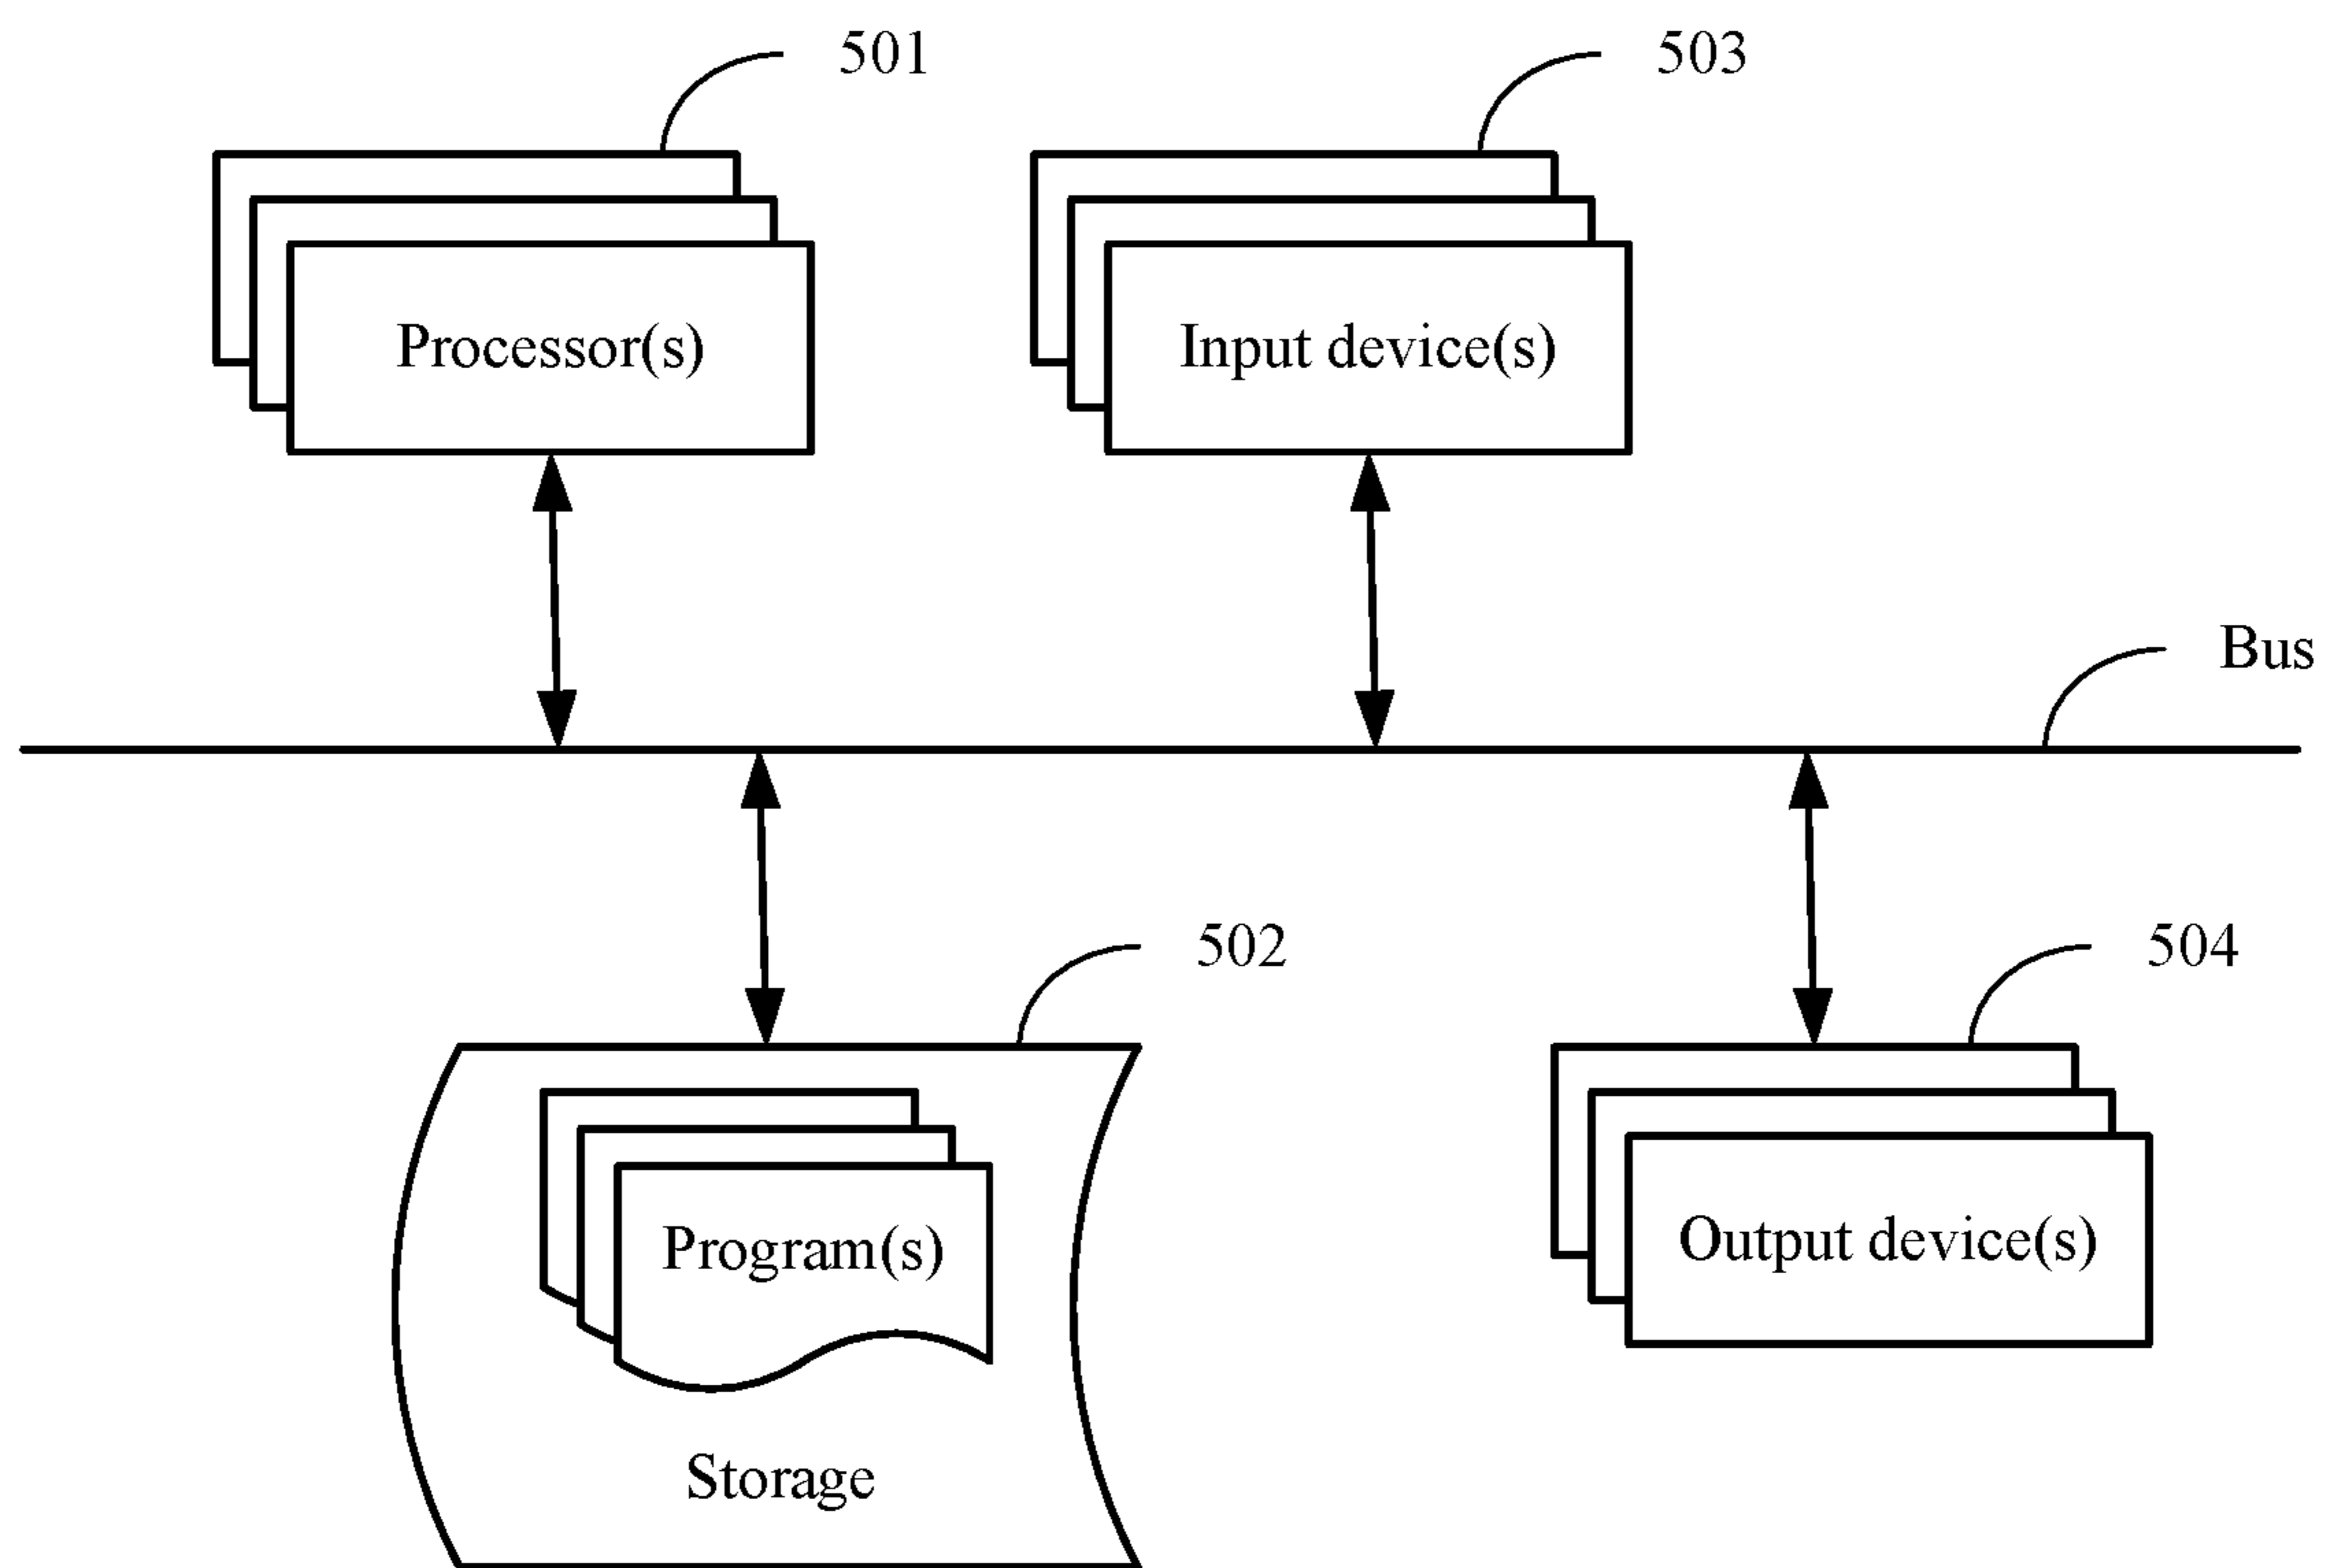 501
503
Processor(s)
Input device(s)
Bus
502
504
Program(s)
Output device(s)
Storage